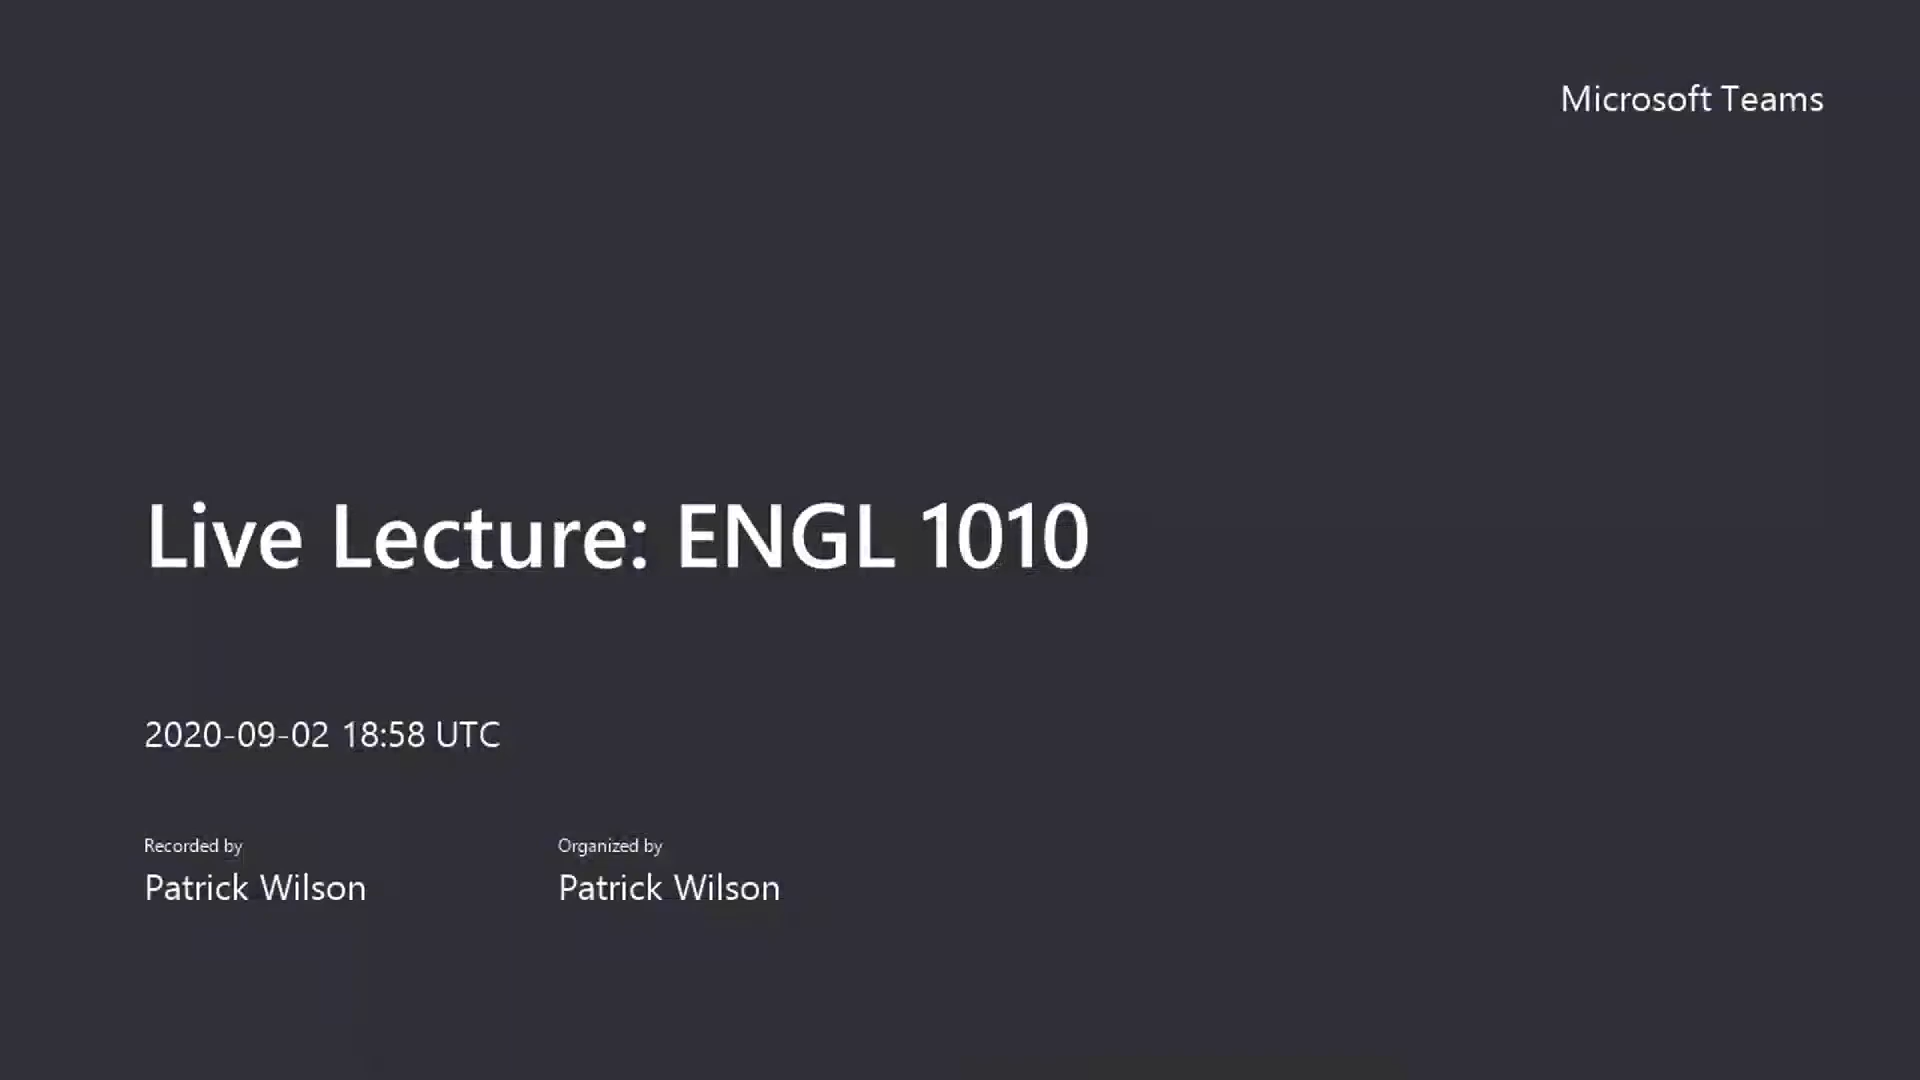 Microsoft Teams
Live Lecture: ENGL 1010
2020-09-02 18:58 UTC
Recorded by
Patrick Wilson
Organized by
Patrick Wilson